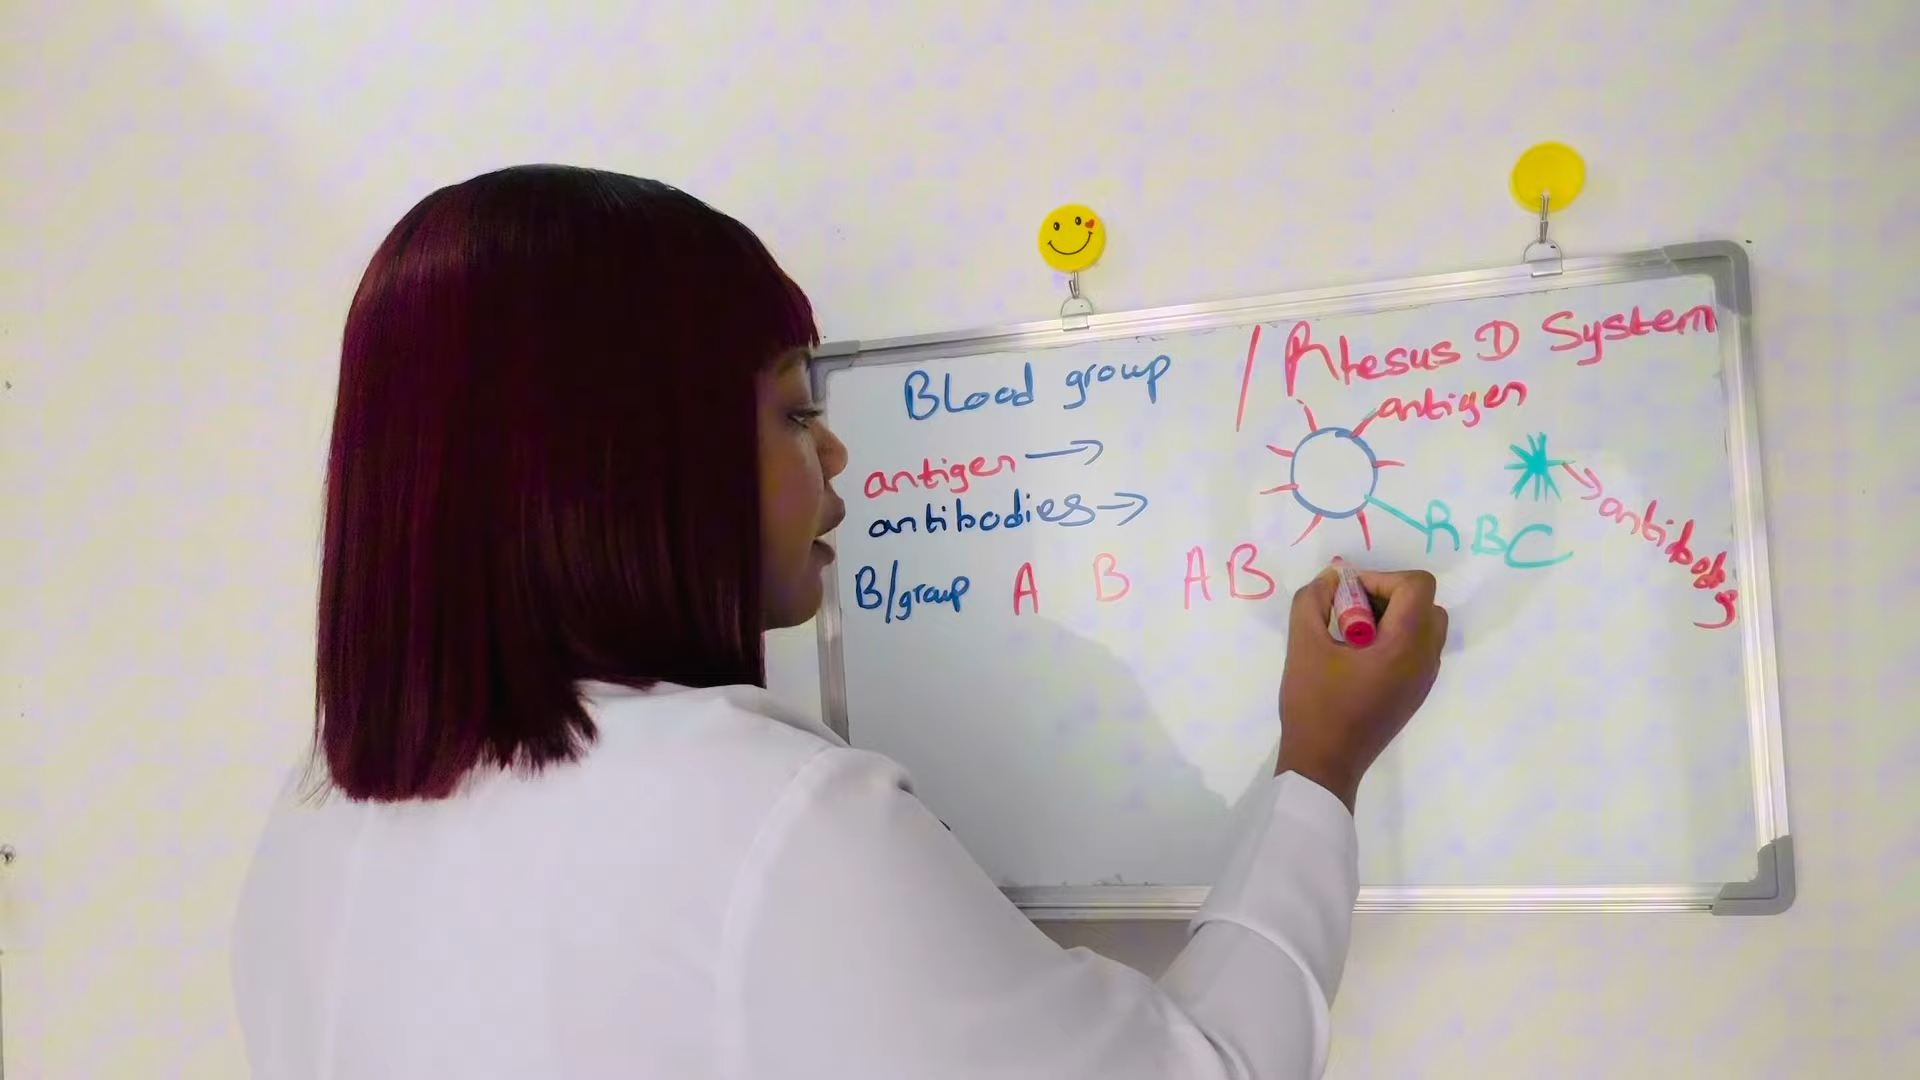 Blood group / Rhesus D System
antigen →
antibodies →
B/group A B AB
antigen
RBC
antibody